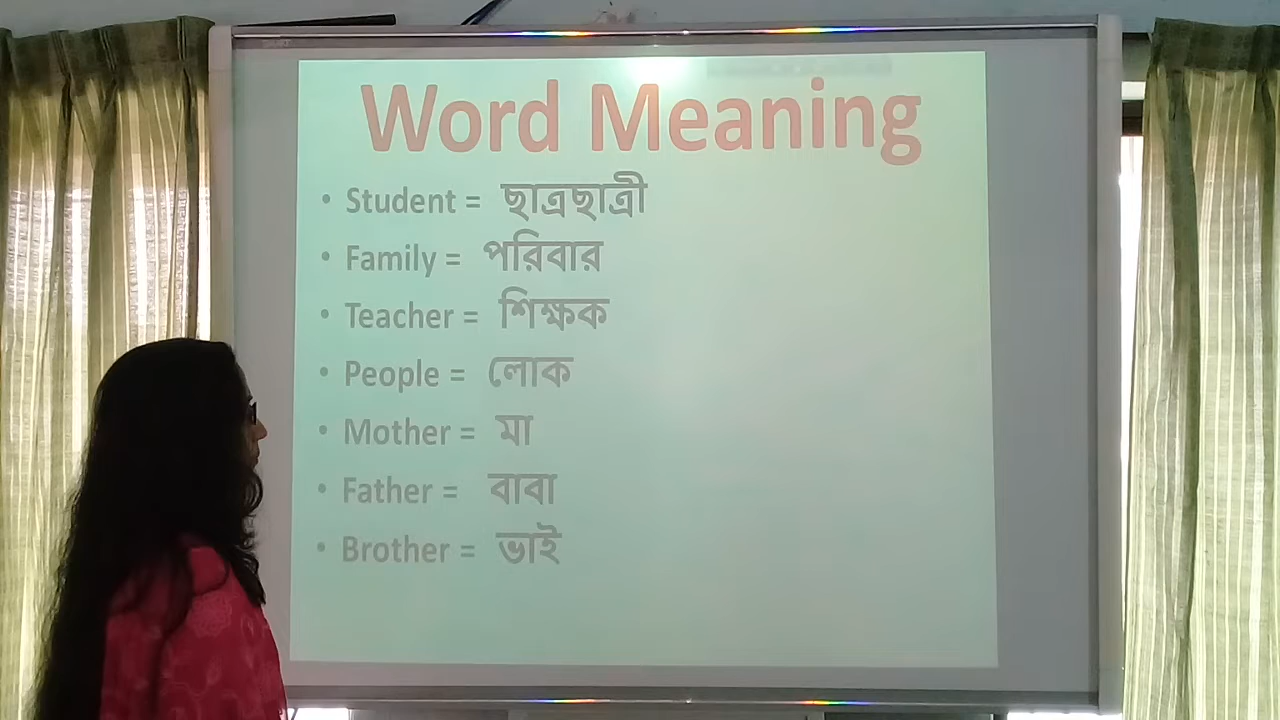 Word Meaning
• Student = ছাত্রছাত্রী
• Family = পরিবার
• Teacher = শিক্ষক
• People = লোক
• Mother = মা
• Father = বাবা
• Brother = ভাই